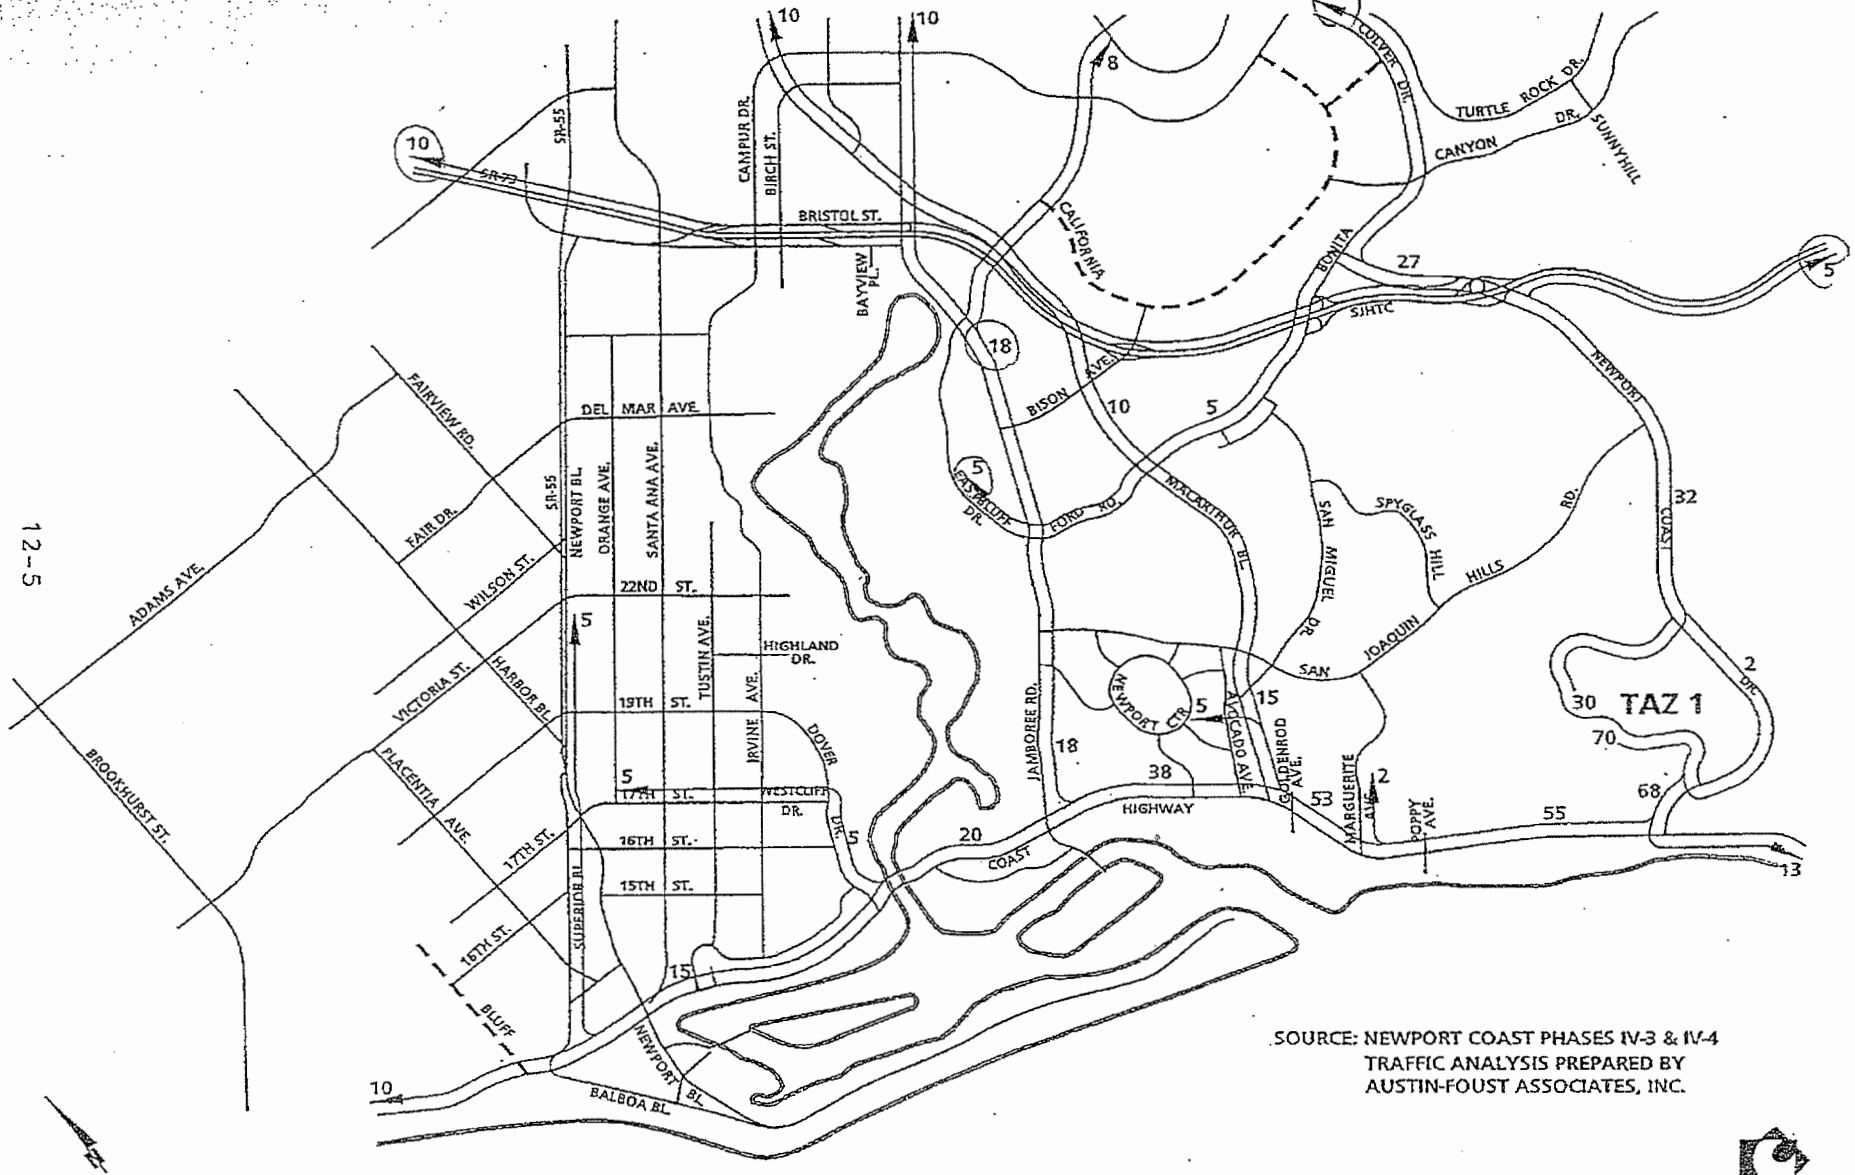 10
10
8
CULVER DR.
TURTLE ROCK DR.
SUNNYHILL
CANYON DR.
SR-55
CAMPUR DR.
BIRCH ST.
10
SR-73
BRISTOL ST.
BAYVIEW PL.
CALIFORNIA
BONITA
27
5
SJHTC
18
BISON AVE.
10
5
NEWPORT
COAST
DR.
FAIRVIEW RD.
DEL MAR AVE.
SR-55
NEWPORT BL.
ORANGE AVE.
SANTA ANA AVE.
5
EASTBLUFF DR.
FORD RD.
MACARTHUR BL.
SAN MIGUEL DR.
SPYGLASS HILL
RD.
32
12-5
ADAMS AVE.
FAIR DR.
WILSON ST.
22ND ST.
5
TUSTIN AVE.
HIGHLAND DR.
SAN JOAQUIN HILLS
VICTORIA ST.
HARBOR BL.
19TH ST.
IRVINE AVE.
DOVER DR.
JAMBOREE RD.
NEWPORT CTR
5
AVOCADO AVE
15
GOLDENROD AVE.
2
30
TAZ 1
70
BROOKHURST ST.
PLACENTIA AVE.
5
17TH ST.
WESTCLIFF DR.
18
38
HIGHWAY
53
MARGUERITE AVE.
2
POPPY AVE.
55
68
17TH ST.
16TH ST.
5
20
COAST
13
15TH ST.
SUPERIOR BL.
16TH ST.
15
BLUFF
NEWPORT BL.
BALBOA BL.
10
N
SOURCE: NEWPORT COAST PHASES IV-3 & IV-4
TRAFFIC ANALYSIS PREPARED BY
AUSTIN-FOUST ASSOCIATES, INC.